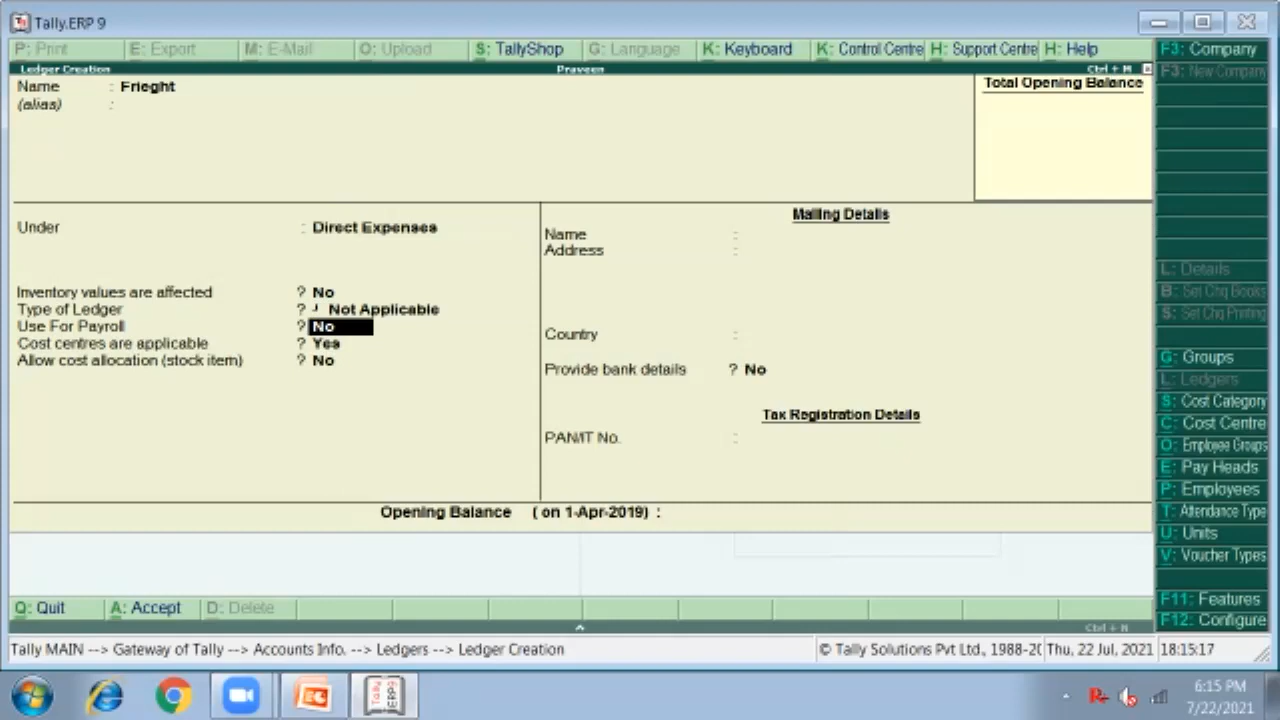 Tally.ERP 9
P: Print E: Export M: E-Mail O: Upload S: TallyShop G: Language K: Keyboard K: Control Centre H: Support Centre H: Help
F3: Company
F3: New Company
Ledger Creation Praveen Ctrl + M
Name : Frieght
(alias) :
Total Opening Balance
Under : Direct Expenses
Inventory values are affected ? No
Type of Ledger ? Not Applicable
Use For Payroll ? No
Cost centres are applicable ? Yes
Allow cost allocation (stock item) ? No
Mailing Details
Name :
Address :
Country :
Provide bank details ? No
Tax Registration Details
PAN/IT No. :
Opening Balance ( on 1-Apr-2019) :
L: Details
B: Set Chq Books
S: Set Chq Printing
G: Groups
L: Ledgers
S: Cost Category
C: Cost Centre
O: Employee Groups
E: Pay Heads
P: Employees
T: Attendance Type
U: Units
V: Voucher Types
F11: Features
F12: Configure
Q: Quit A: Accept D: Delete
Ctrl + N
Tally MAIN --> Gateway of Tally --> Accounts Info. --> Ledgers --> Ledger Creation © Tally Solutions Pvt Ltd., 1988-20 Thu, 22 Jul, 2021 18:15:17
Tally ERP9
6:15 PM
7/22/2021